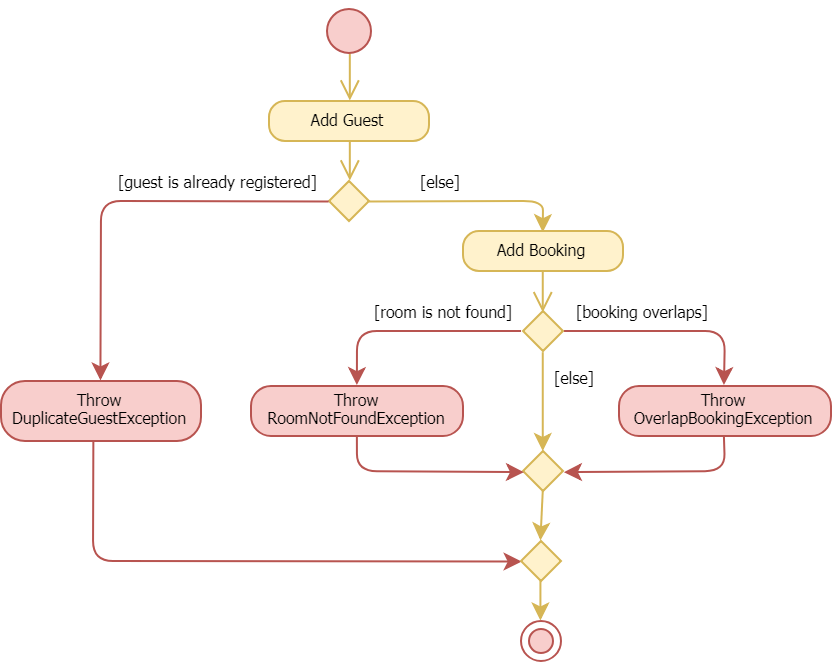 Add Guest
[guest is already registered]
[else]
Add Booking
[room is not found]
[booking overlaps]
[else]
Throw
DuplicateGuestException
Throw
RoomNotFoundException
Throw
OverlapBookingException